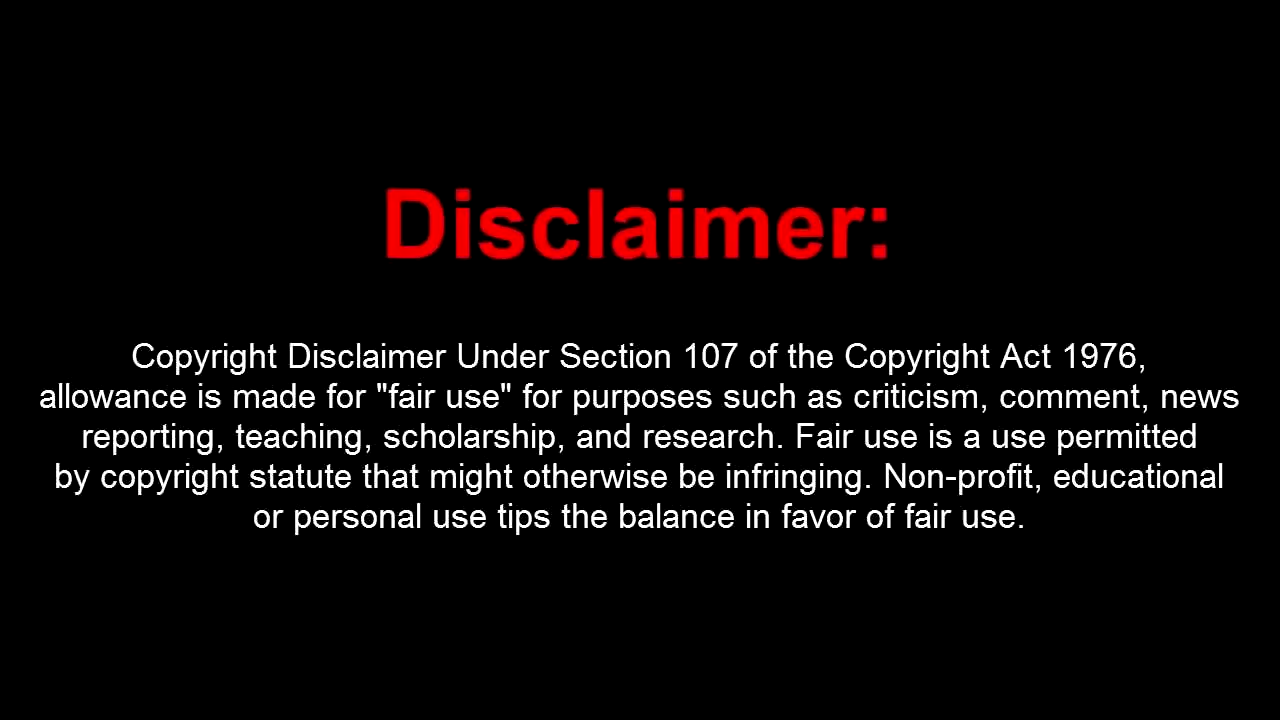 Disclaimer:
Copyright Disclaimer Under Section 107 of the Copyright Act 1976,
allowance is made for "fair use" for purposes such as criticism, comment, news
reporting, teaching, scholarship, and research. Fair use is a use permitted
by copyright statute that might otherwise be infringing. Non-profit, educational
or personal use tips the balance in favor of fair use.